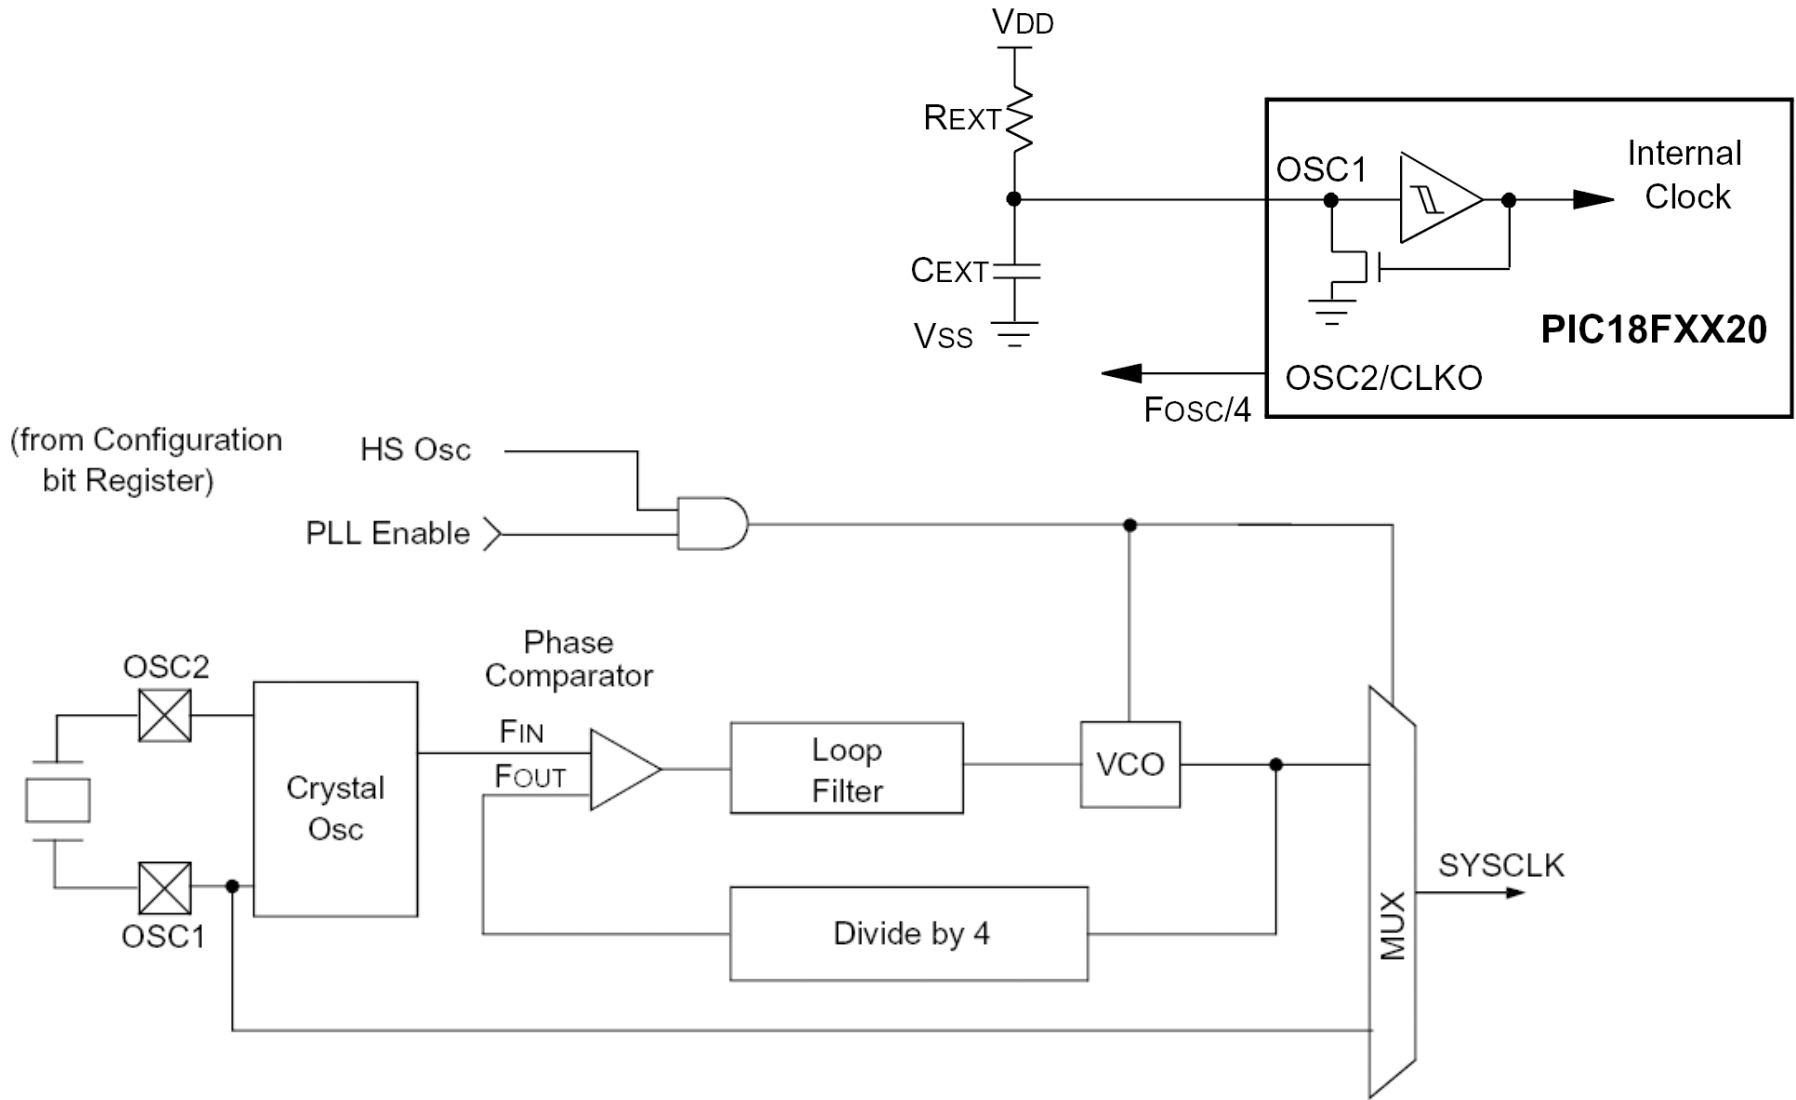 VDD
REXT
OSC1
Internal
Clock
CEXT
VSS
PIC18FXX20
OSC2/CLKO
FOSC/4
(from Configuration
bit Register)
HS Osc
PLL Enable
Phase
Comparator
OSC2
FIN
FOUT
Loop
Filter
VCO
Crystal
Osc
SYSCLK
MUX
OSC1
Divide by 4